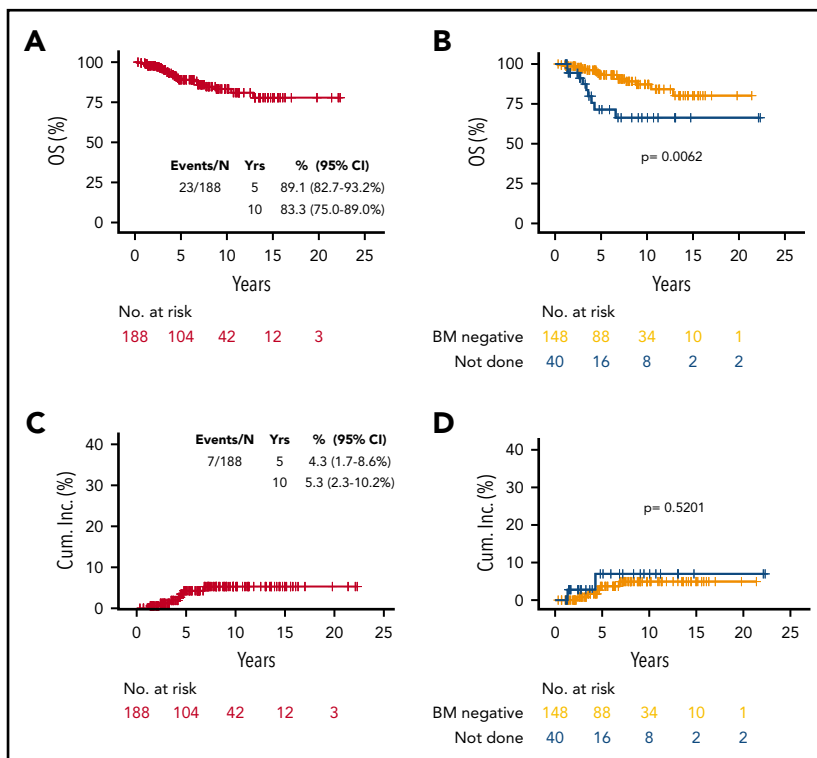 A
OS (%)
100
75
50
25
0
Events/N Yrs % (95% CI)
23/188 5 89.1 (82.7-93.2%)
10 83.3 (75.0-89.0%)
0 5 10 15 20 25
Years
No. at risk
188 104 42 12 3
B
OS (%)
100
75
50
25
0
p= 0.0062
0 5 10 15 20 25
Years
No. at risk
BM negative 148 88 34 10 1
Not done 40 16 8 2 2
C
Cum. Inc. (%)
40
30
20
10
0
Events/N Yrs % (95% CI)
7/188 5 4.3 (1.7-8.6%)
10 5.3 (2.3-10.2%)
0 5 10 15 20 25
Years
No. at risk
188 104 42 12 3
D
Cum. Inc. (%)
40
30
20
10
0
p= 0.5201
0 5 10 15 20 25
Years
No. at risk
BM negative 148 88 34 10 1
Not done 40 16 8 2 2